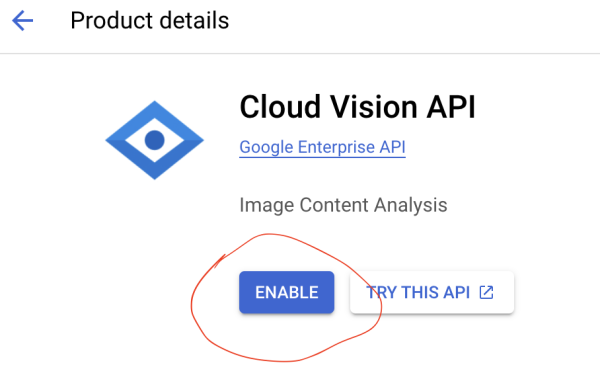 Product details
Cloud Vision API
Google Enterprise API
Image Content Analysis
ENABLE
TRY THIS API